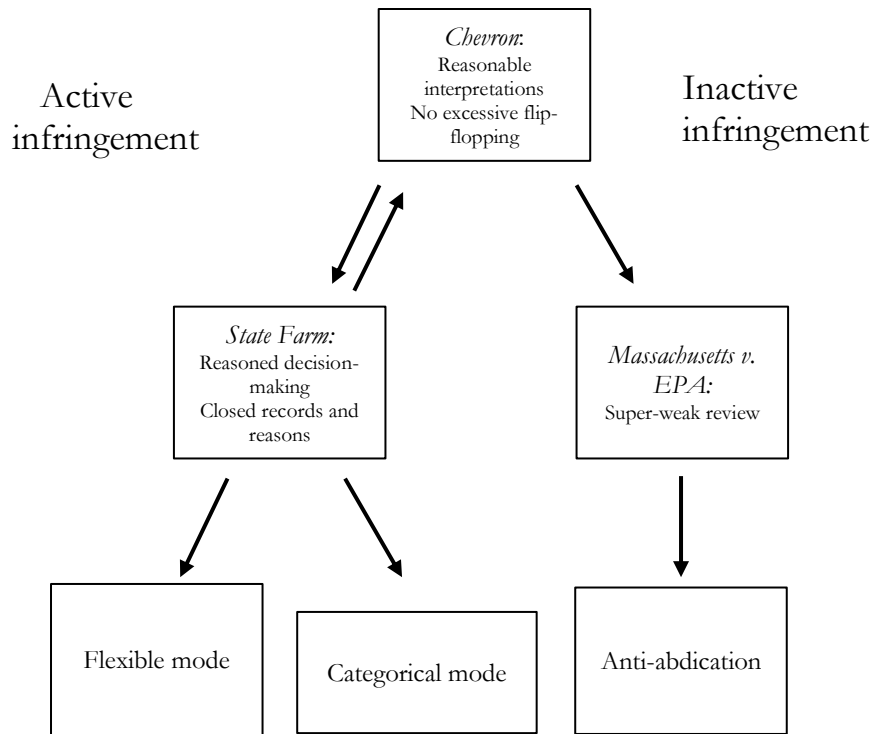 Active
infringement
Chevron:
Reasonable
interpretations
No excessive flip-
flopping
Inactive
infringement
State Farm:
Reasoned decision-
making
Closed records and
reasons
Massachusetts v.
EPA:
Super-weak review
Flexible mode
Categorical mode
Anti-abdication